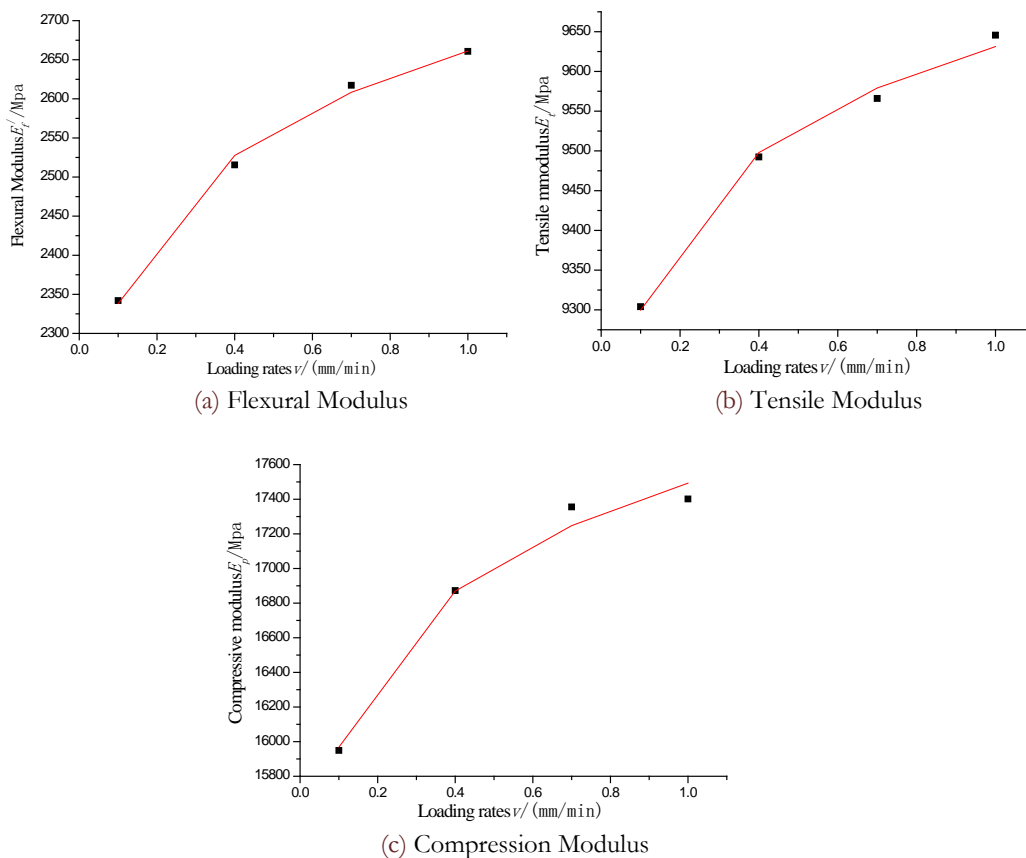 2700
2650
2600
2550
2500
2450
2400
2350
2300
Flexural Modulus E_f'/Mpa
0.0 0.2 0.4 0.6 0.8 1.0
Loading rates v/(mm/min)
(a) Flexural Modulus
9650
9600
9550
9500
9450
9400
9350
9300
Tensile mmodulus E_t/Mpa
0.0 0.2 0.4 0.6 0.8 1.0
Loading rates v/(mm/min)
(b) Tensile Modulus
17600
17400
17200
17000
16800
16600
16400
16200
16000
15800
Compressive modulus E_p/Mpa
0.0 0.2 0.4 0.6 0.8 1.0
Loading rates v/(mm/min)
(c) Compression Modulus